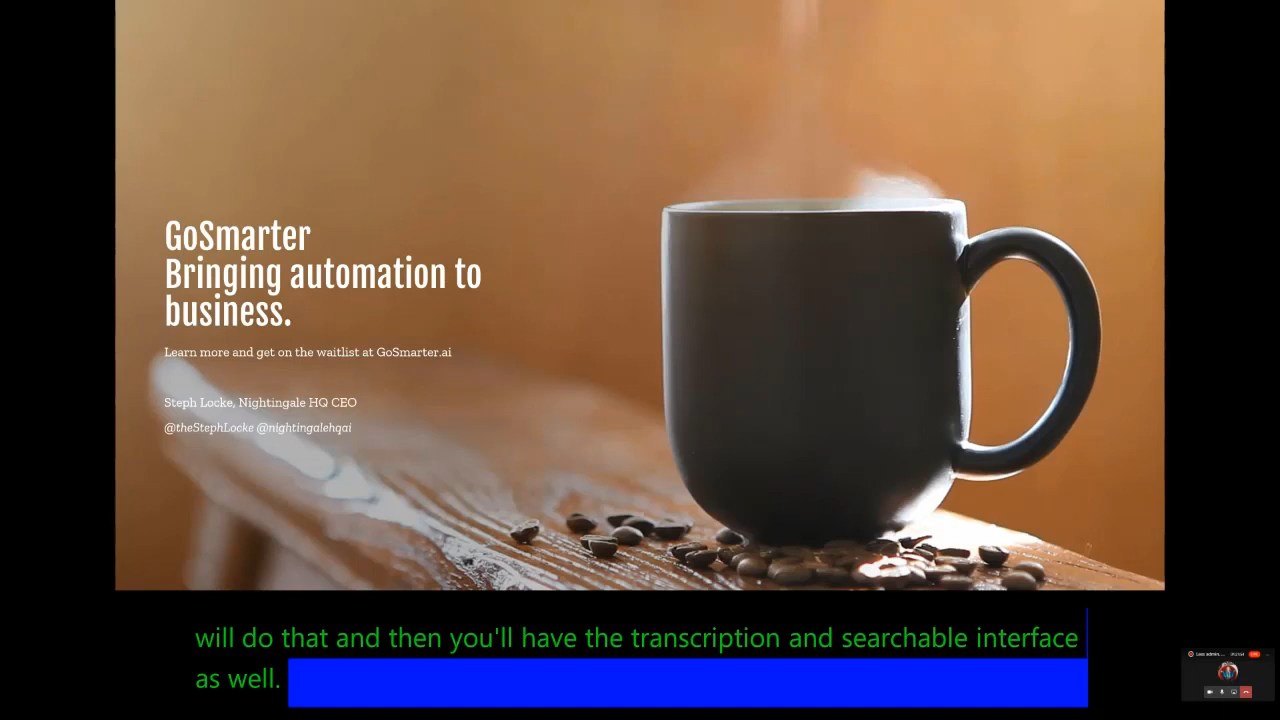 GoSmarter
Bringing automation to
business.
Learn more and get on the waitlist at GoSmarter.ai
Steph Locke, Nightingale HQ CEO
@theStephLocke @nightingalehqai
will do that and then you'll have the transcription and searchable interface
as well.